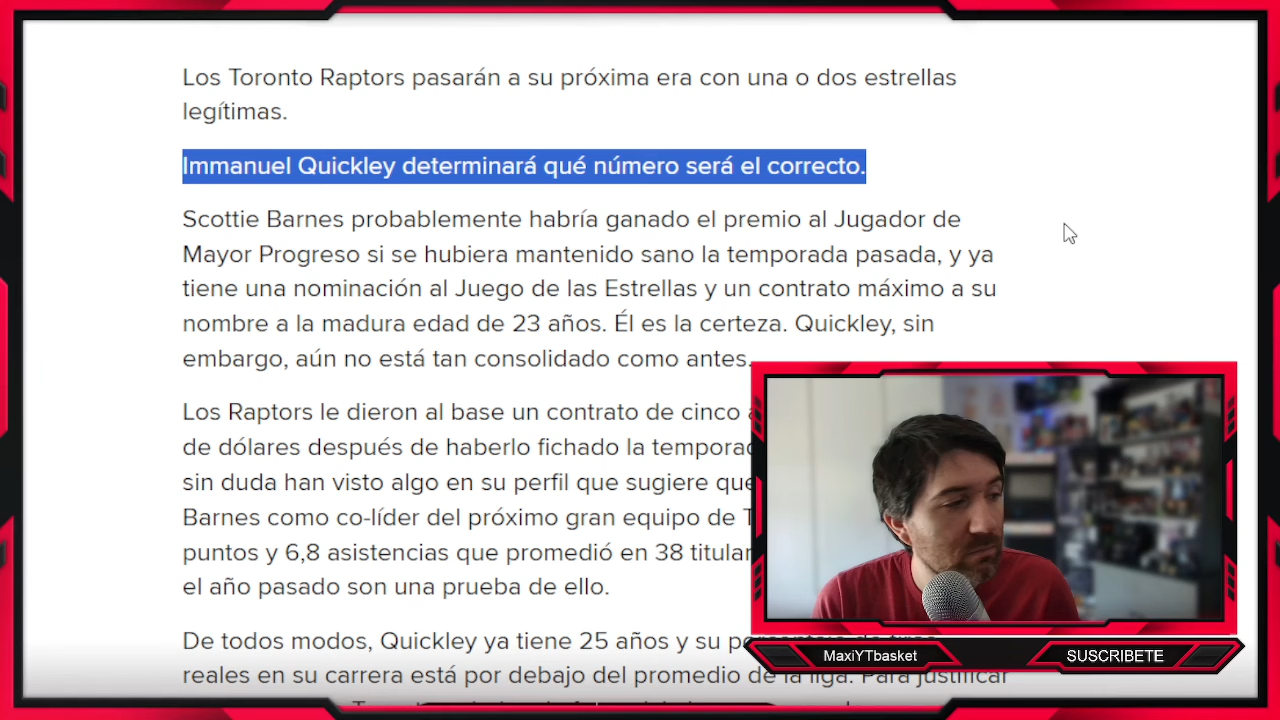 Los Toronto Raptors pasarán a su próxima era con una o dos estrellas
legítimas.
Immanuel Quickley determinará qué número será el correcto.
Scottie Barnes probablemente habría ganado el premio al Jugador de
Mayor Progreso si se hubiera mantenido sano la temporada pasada, y ya
tiene una nominación al Juego de las Estrellas y un contrato máximo a su
nombre a la madura edad de 23 años. Él es la certeza. Quickley, sin
embargo, aún no está tan consolidado como antes.
Los Raptors le dieron al base un contrato de cinco
de dólares después de haberlo fichado la
sin duda han visto algo en su perfil que sugiere que
Barnes como co-líder del próximo gran equipo de
puntos y 6,8 asistencias que promedió en 38
el año pasado son una prueba de ello.
De todos modos, Quickley ya tiene 25 años y su
reales en su carrera está por debajo del promedio de la liga. Para justificar
MaxiYTbasket
SUSCRIBETE